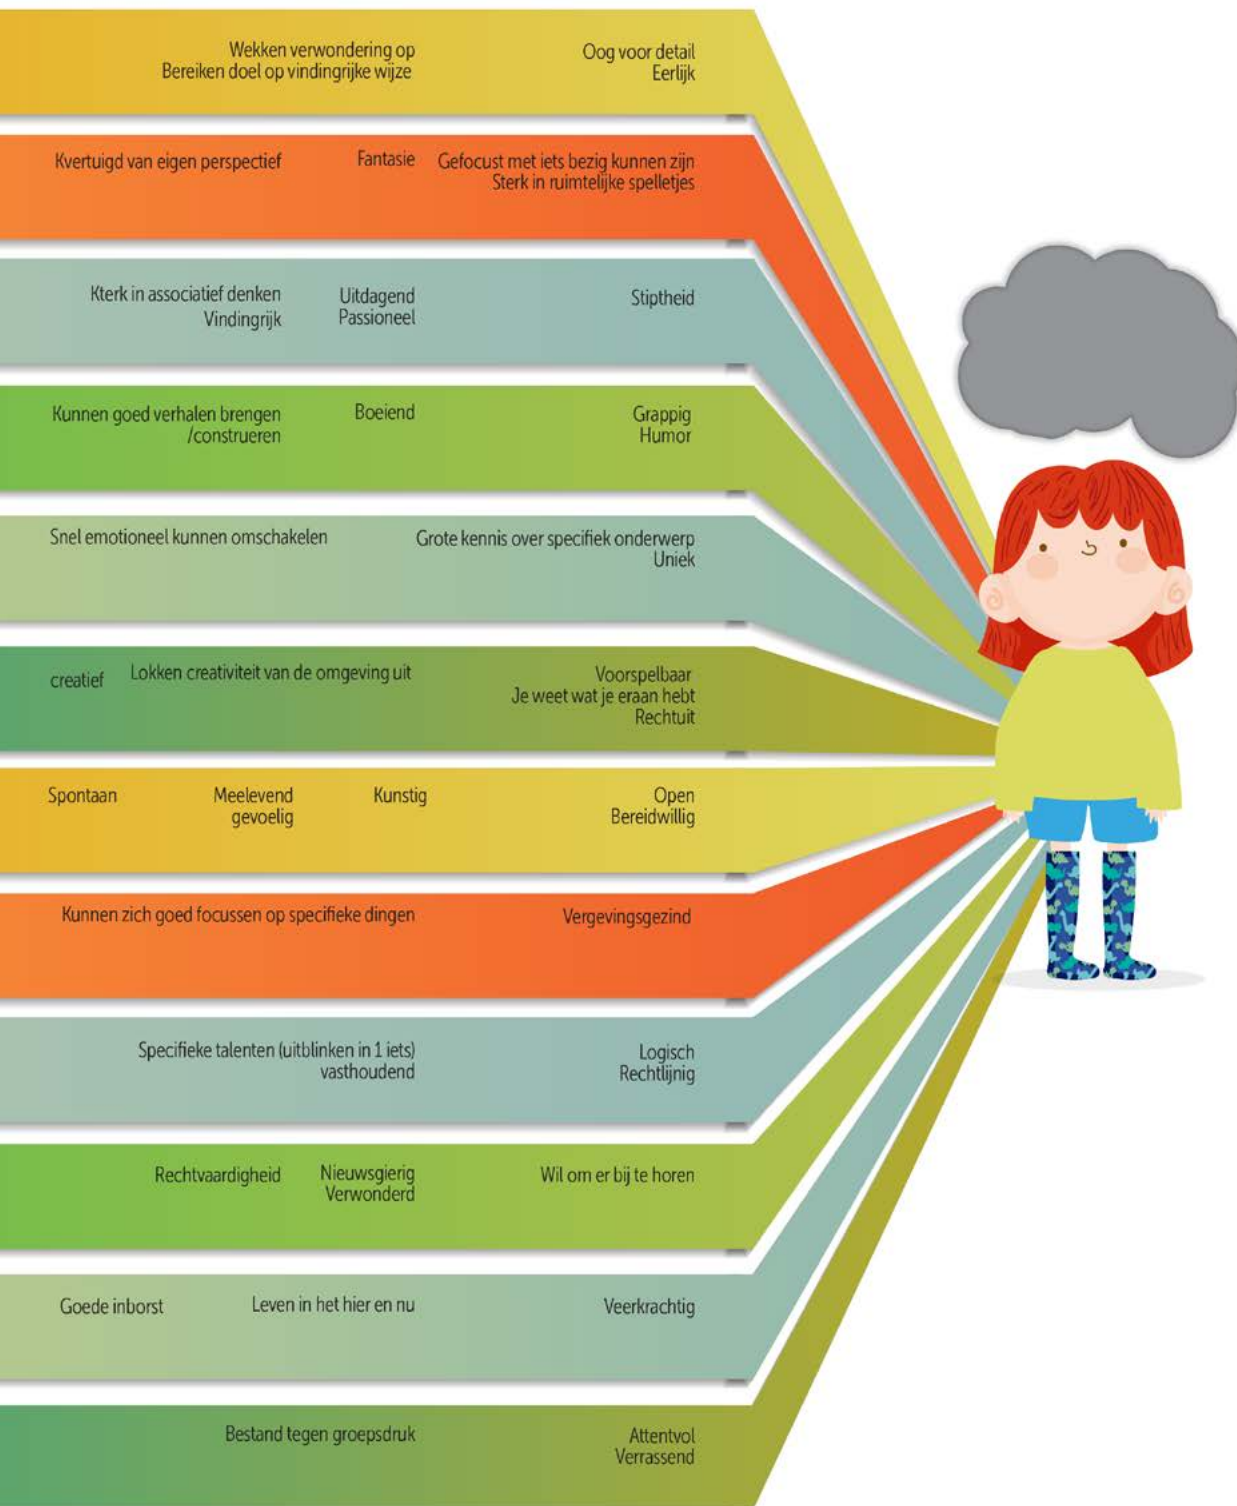 Wekken verwondering op
Bereiken doel op vindingrijke wijze
Oog voor detail
Eerlijk
Kvertuigd van eigen perspectief
Fantasie
Gefocust met iets bezig kunnen zijn
Sterk in ruimtelijke spelletjes
Kterk in associatief denken
Vindingrijk
Uitdagend
Passioneel
Stiptheid
Kunnen goed verhalen brengen
/construeren
Boeiend
Grappig
Humor
Snel emotioneel kunnen omschakelen
Grote kennis over specifiek onderwerp
Uniek
creatief
Lokken creativiteit van de omgeving uit
Voorspelbaar
Je weet wat je eraan hebt
Rechtuit
Spontaan
Meelevend
gevoelig
Kunstig
Open
Bereidwillig
Kunnen zich goed focussen op specifieke dingen
Vergevingsgezind
Specifieke talenten (uitblinken in 1 iets)
vasthoudend
Logisch
Rechtlijnig
Rechtvaardigheid
Nieuwsgierig
Verwonderd
Wil om er bij te horen
Goede inborst
Leven in het hier en nu
Veerkrachtig
Bestand tegen groepsdruk
Attentvol
Verrassend